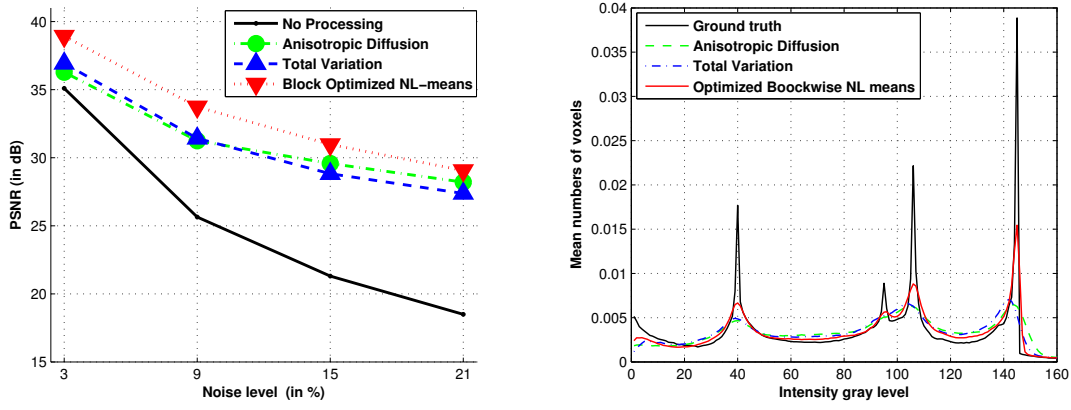 No Processing
Anisotropic Diffusion
Total Variation
Block Optimized NL−means
40
35
30
25
20
15
PSNR (in dB)
3 9 15 21
Noise level (in %)
Ground truth
Anisotropic Diffusion
Total Variation
Optimized Boockwise NL means
0.04
0.035
0.03
0.025
0.02
0.015
0.01
0.005
0
Mean numbers of voxels
0 20 40 60 80 100 120 140 160
Intensity gray level